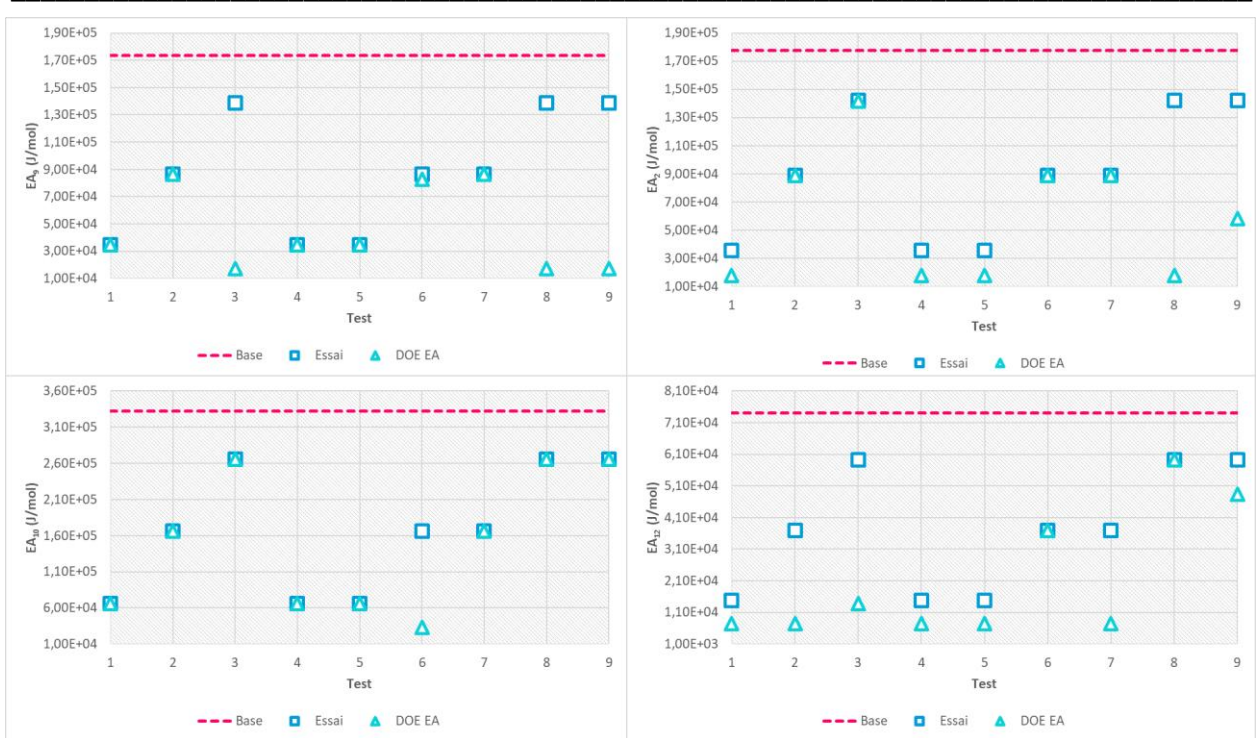 1,90E+05
1,70E+05
1,50E+05
1,30E+05
1,10E+05
9,00E+04
7,00E+04
5,00E+04
3,00E+04
1,00E+04
EA₉ (J/mol)
1 2 3 4 5 6 7 8 9
Test
Base Essai DOE EA
1,90E+05
1,70E+05
1,50E+05
1,30E+05
1,10E+05
9,00E+04
7,00E+04
5,00E+04
3,00E+04
1,00E+04
EA₂ (J/mol)
1 2 3 4 5 6 7 8 9
Test
Base Essai DOE EA
3,60E+05
3,10E+05
2,60E+05
2,10E+05
1,60E+05
1,10E+05
6,00E+04
1,00E+04
EA₁₀ (J/mol)
1 2 3 4 5 6 7 8 9
Test
Base Essai DOE EA
8,10E+04
7,10E+04
6,10E+04
5,10E+04
4,10E+04
3,10E+04
2,10E+04
1,10E+04
1,00E+03
EA₁₂ (J/mol)
1 2 3 4 5 6 7 8 9
Test
Base Essai DOE EA